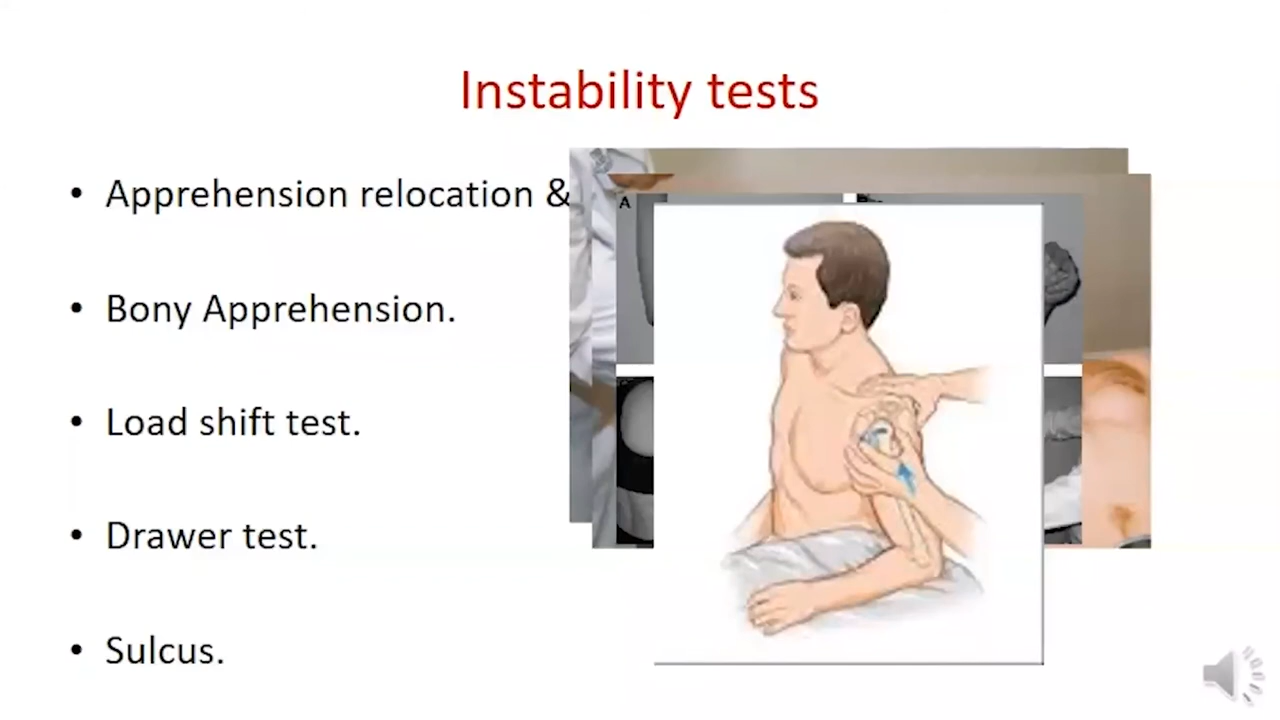 Instability tests
• Apprehension relocation &
• Bony Apprehension.
• Load shift test.
• Drawer test.
• Sulcus.
A